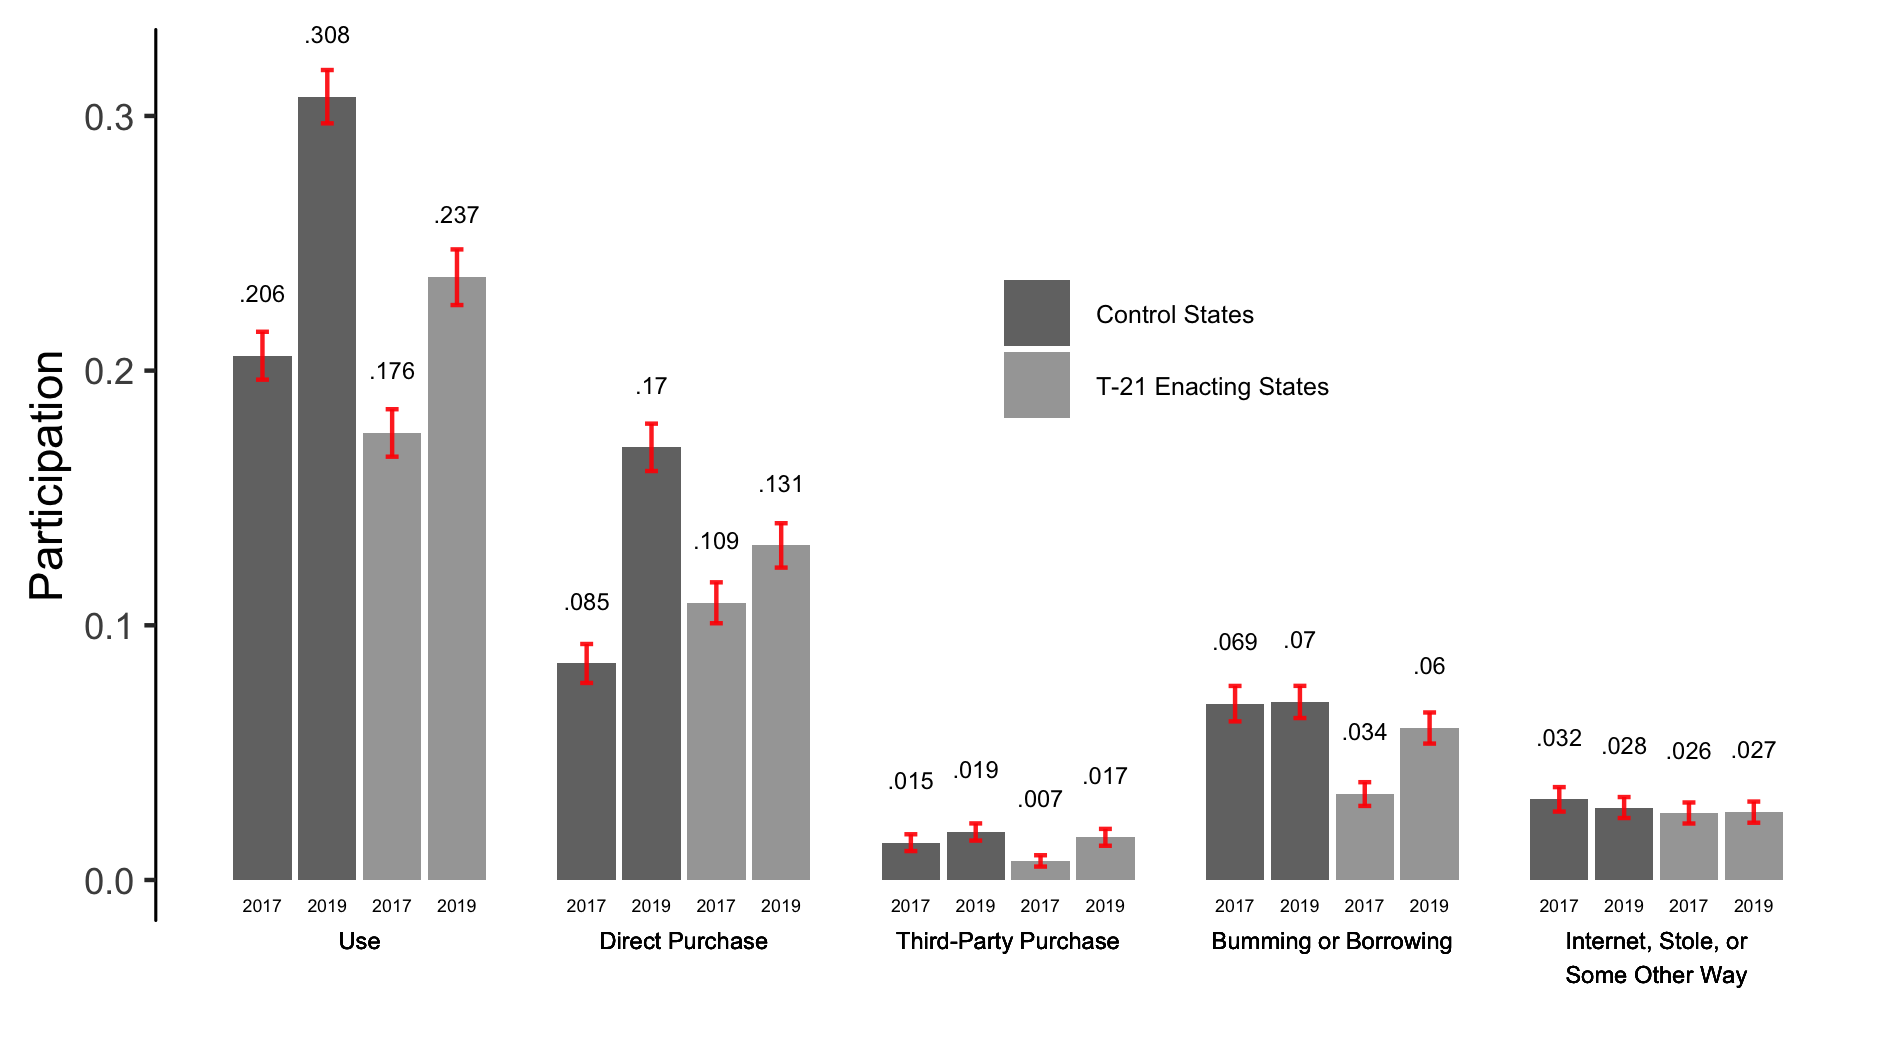 Participation
0.3
0.2
0.1
0.0
.206
.308
.176
.237
.085
.17
.109
.131
.015
.019
.007
.017
.069
.07
.034
.06
.032
.028
.026
.027
Control States
T-21 Enacting States
2017 2019 2017 2019
Use
2017 2019 2017 2019
Direct Purchase
2017 2019 2017 2019
Third-Party Purchase
2017 2019 2017 2019
Bumming or Borrowing
2017 2019 2017 2019
Internet, Stole, or
Some Other Way